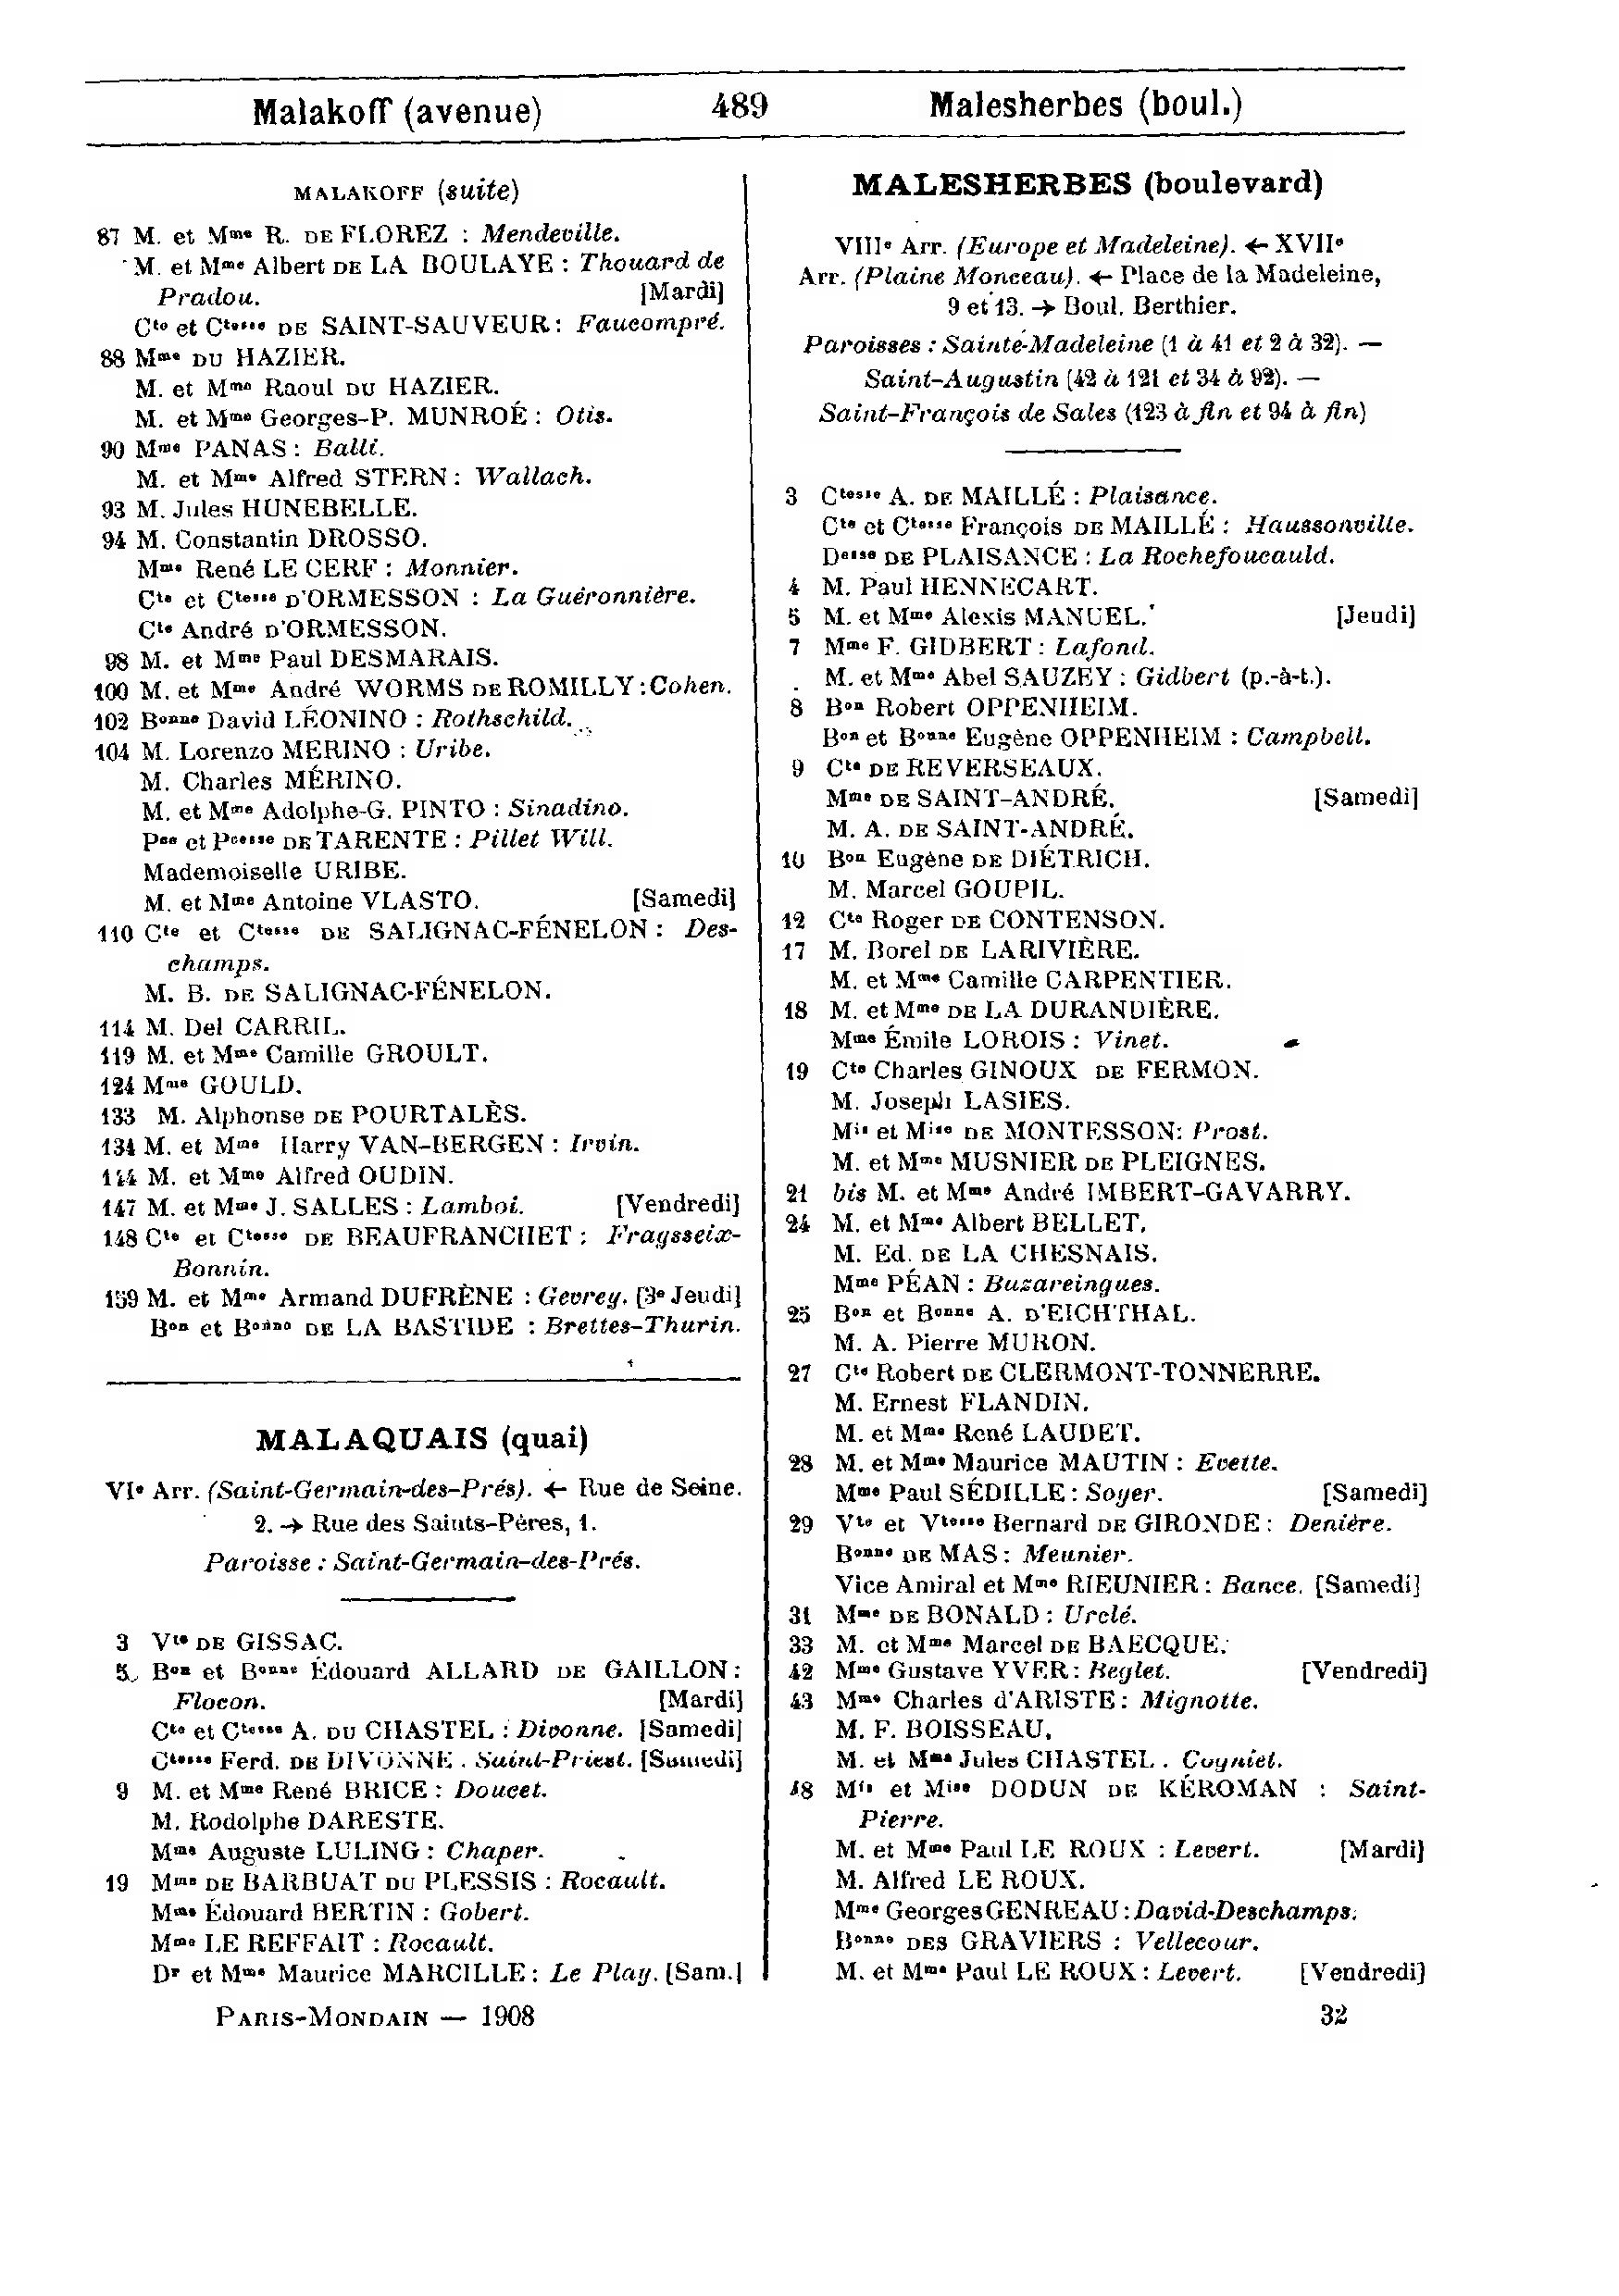 Malakoff (avenue) 489 Malesherbes (boul.)
MALAKOFF (suite)
87 M. et Mme R. DE FLOREZ : Mendeville.
M. et Mme Albert DE LA BOULAYE : Thouard de
Pradou. [Mardi]
Cte et Ctesse DE SAINT-SAUVEUR : Faucompré.
88 Mme DU HAZIER.
M. et Mme Raoul DU HAZIER.
M. et Mme Georges-P. MUNROÉ : Otis.
90 Mme PANAS : Balli.
M. et Mme Alfred STERN : Wallach.
93 M. Jules HUNEBELLE.
94 M. Constantin DROSSO.
Mme René LE CERF : Monnier.
Cte et Ctesse D'ORMESSON : La Guéronnière.
Cte André D'ORMESSON.
98 M. et Mme Paul DESMARAIS.
100 M. et Mme André WORMS DE ROMILLY : Cohen.
102 Bonne David LÉONINO : Rothschild.
104 M. Lorenzo MERINO : Uribe.
M. Charles MÉRINO.
M. et Mme Adolphe-G. PINTO : Sinadino.
Pce et Pcesse DE TARENTE : Pillet Will.
Mademoiselle URIBE.
M. et Mme Antoine VLASTO. [Samedi]
110 Cte et Ctesse DE SALIGNAC-FÉNELON : Des-
champs.
M. B. DE SALIGNAC-FÉNELON.
114 M. Del CARRIL.
119 M. et Mme Camille GROULT.
124 Mme GOULD.
133 M. Alphonse DE POURTALÈS.
134 M. et Mme Harry VAN-BERGEN : Irvin.
144 M. et Mme Alfred OUDIN.
147 M. et Mme J. SALLES : Lamboi. [Vendredi]
148 Cte et Ctesse DE BEAUFRANCHET : Fraysseix-
Bonnin.
159 M. et Mme Armand DUFRÈNE : Gevrey. [3e Jeudi]
Bon et Bonne DE LA BASTIDE : Brettes-Thurin.
MALAQUAIS (quai)
VIe Arr. (Saint-Germain-des-Prés). ← Rue de Seine.
2. → Rue des Saints-Pères, 1.
Paroisse : Saint-Germain-des-Prés.
3 Vte DE GISSAC.
5 Bon et Bonne Édouard ALLARD DE GAILLON :
Flocon. [Mardi]
Cte et Ctesse A. DU CHASTEL : Divonne. [Samedi]
Ctesse Ferd. DE DIVONNE : Saint-Priest. [Samedi]
9 M. et Mme René BRICE : Doucet.
M. Rodolphe DARESTE.
Mme Auguste LULING : Chaper.
19 Mme DE BARBUAT DU PLESSIS : Rocault.
Mme Édouard BERTIN : Gobert.
Mme LE REFFAIT : Rocault.
Dr et Mme Maurice MARCILLE : Le Play. [Sam.]
MALESHERBES (boulevard)
VIIIe Arr. (Europe et Madeleine). ← XVIIe
Arr. (Plaine Monceau). ← Place de la Madeleine,
9 et 13. → Boul. Berthier.
Paroisses : Sainte-Madeleine (1 à 41 et 2 à 32). —
Saint-Augustin (42 à 121 et 34 à 92). —
Saint-François de Sales (123 à fin et 94 à fin)
3 Ctesse A. DE MAILLÉ : Plaisance.
Cte et Ctesse François DE MAILLÉ : Haussonville.
Desse DE PLAISANCE : La Rochefoucauld.
4 M. Paul HENNECART.
5 M. et Mme Alexis MANUEL. [Jeudi]
7 Mme F. GIDBERT : Lafond.
M. et Mme Abel SAUZEY : Gidbert (p.-à-t.).
8 Bon Robert OPPENHEIM.
Bon et Bonne Eugène OPPENHEIM : Campbell.
9 Cte DE REVERSEAUX.
Mme DE SAINT-ANDRÉ. [Samedi]
M. A. DE SAINT-ANDRÉ.
10 Bon Eugène DE DIÉTRICH.
M. Marcel GOUPIL.
12 Cte Roger DE CONTENSON.
17 M. Borel DE LARIVIÈRE.
M. et Mme Camille CARPENTIER.
18 M. et Mme DE LA DURANDIÈRE.
Mme Émile LOROIS : Vinet.
19 Cte Charles GINOUX DE FERMON.
M. Joseph LASIES.
Mis et Mise DE MONTESSON : Prost.
M. et Mme MUSNIER DE PLEIGNES.
21 bis M. et Mme André IMBERT-GAVARRY.
24 M. et Mme Albert BELLET.
M. Ed. DE LA CHESNAIS.
Mme PÉAN : Buzareingues.
25 Bon et Bonne A. D'EICHTHAL.
M. A. Pierre MURON.
27 Cte Robert DE CLERMONT-TONNERRE.
M. Ernest FLANDIN.
M. et Mme René LAUDET.
28 M. et Mme Maurice MAUTIN : Evette.
Mme Paul SÉDILLE : Soyer. [Samedi]
29 Vte et Vtesse Bernard DE GIRONDE : Denière.
Bonne DE MAS : Meunier.
Vice Amiral et Mme RIEUNIER : Bance. [Samedi]
31 Mme DE BONALD : Urclé.
33 M. et Mme Marcel DE BAECQUE.
42 Mme Gustave YVER : Reglet. [Vendredi]
43 Mme Charles d'ARISTE : Mignotte.
M. F. BOISSEAU.
M. et Mme Jules CHASTEL : Cogniet.
48 Mis et Mise DODUN DE KÉROMAN : Saint-
Pierre.
M. et Mme Paul LE ROUX : Levert. [Mardi]
M. Alfred LE ROUX.
Mme Georges GENREAU : David-Deschamps.
Bonne DES GRAVIERS : Vellecour.
M. et Mme Paul LE ROUX : Levert. [Vendredi]
PARIS-MONDAIN — 1908 32